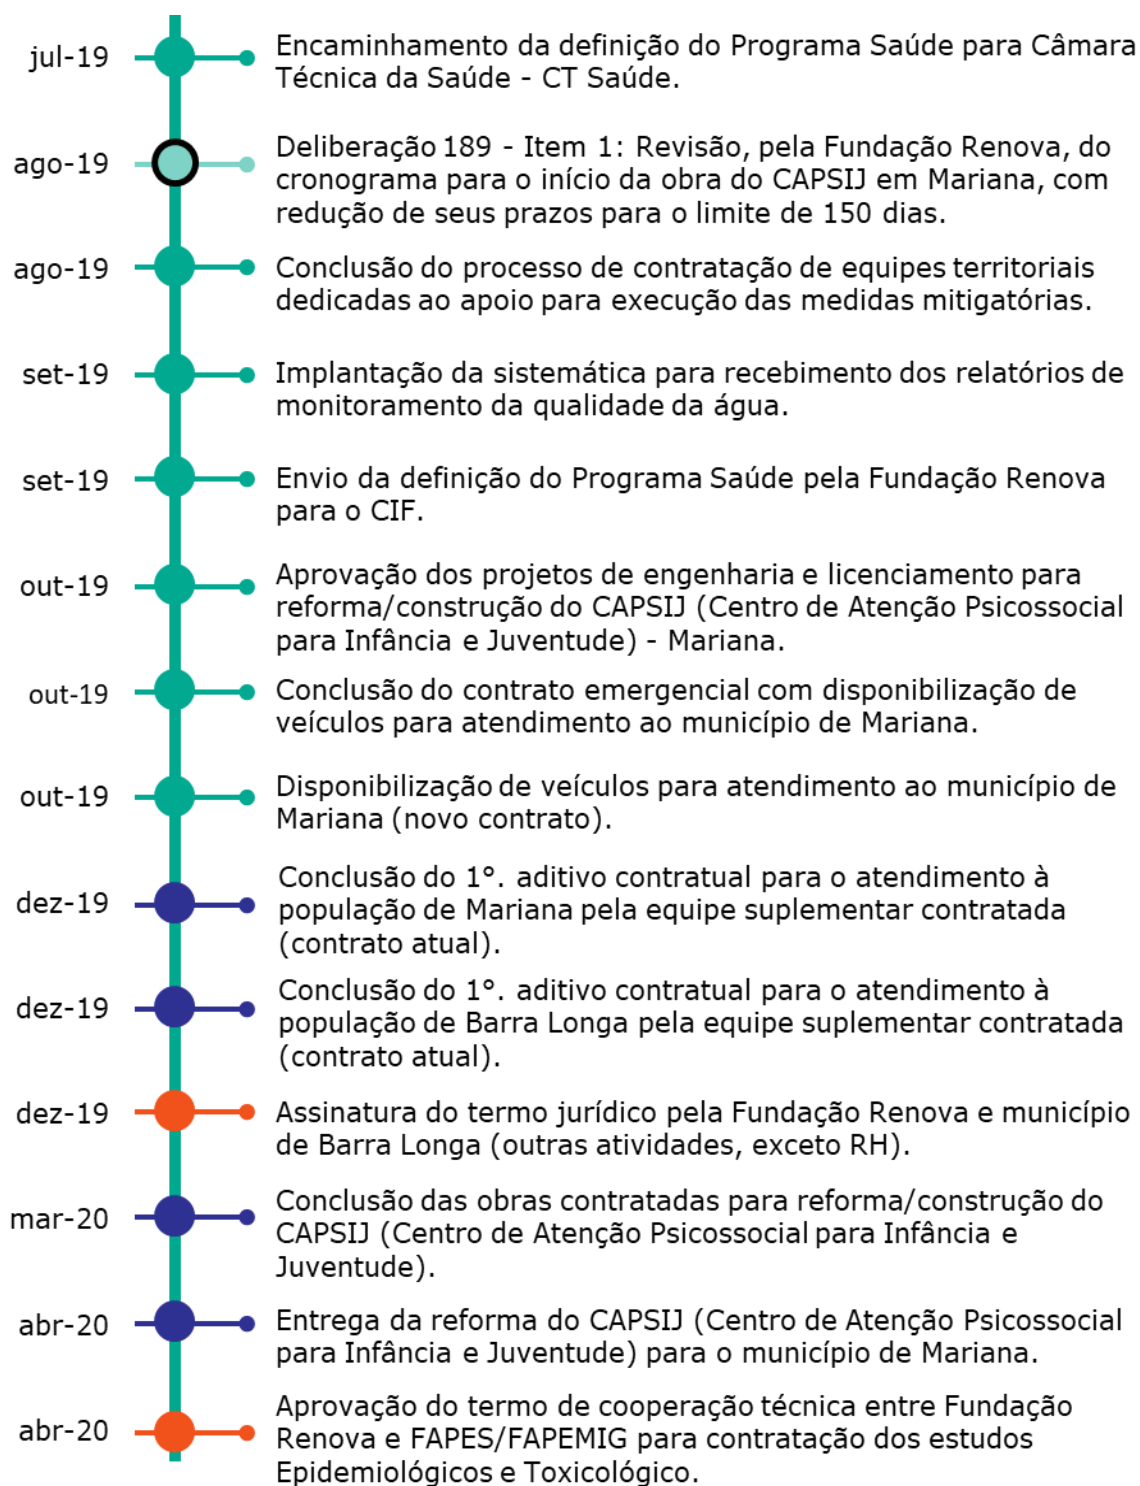 jul-19
Encaminhamento da definição do Programa Saúde para Câmara
Técnica da Saúde - CT Saúde.
ago-19
Deliberação 189 - Item 1: Revisão, pela Fundação Renova, do
cronograma para o início da obra do CAPSIJ em Mariana, com
redução de seus prazos para o limite de 150 dias.
ago-19
Conclusão do processo de contratação de equipes territoriais
dedicadas ao apoio para execução das medidas mitigatórias.
set-19
Implantação da sistemática para recebimento dos relatórios de
monitoramento da qualidade da água.
set-19
Envio da definição do Programa Saúde pela Fundação Renova
para o CIF.
out-19
Aprovação dos projetos de engenharia e licenciamento para
reforma/construção do CAPSIJ (Centro de Atenção Psicossocial
para Infância e Juventude) - Mariana.
out-19
Conclusão do contrato emergencial com disponibilização de
veículos para atendimento ao município de Mariana.
out-19
Disponibilização de veículos para atendimento ao município de
Mariana (novo contrato).
dez-19
Conclusão do 1°. aditivo contratual para o atendimento à
população de Mariana pela equipe suplementar contratada
(contrato atual).
dez-19
Conclusão do 1°. aditivo contratual para o atendimento à
população de Barra Longa pela equipe suplementar contratada
(contrato atual).
dez-19
Assinatura do termo jurídico pela Fundação Renova e município
de Barra Longa (outras atividades, exceto RH).
mar-20
Conclusão das obras contratadas para reforma/construção do
CAPSIJ (Centro de Atenção Psicossocial para Infância e
Juventude).
abr-20
Entrega da reforma do CAPSIJ (Centro de Atenção Psicossocial
para Infância e Juventude) para o município de Mariana.
abr-20
Aprovação do termo de cooperação técnica entre Fundação
Renova e FAPES/FAPEMIG para contratação dos estudos
Epidemiológicos e Toxicológico.